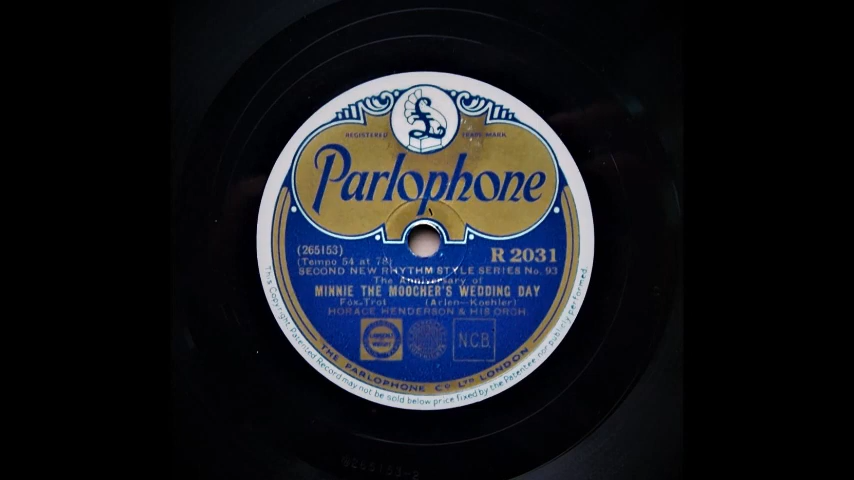 REGISTERED TRADE MARK
£
Parlophone
(265153)
R 2031
(Tempo 54 at 78)
SECOND NEW RHYTHM STYLE SERIES No. 93
The Anniversary of
MINNIE THE MOOCHER'S WEDDING DAY
Fox-Trot (Arlen-Koehler)
HORACE HENDERSON & HIS ORCH.
N.C.B.
THE PARLOPHONE CO LTD LONDON
This Copyright Patented Record may not be sold below price fixed by the Patentee nor publicly performed.